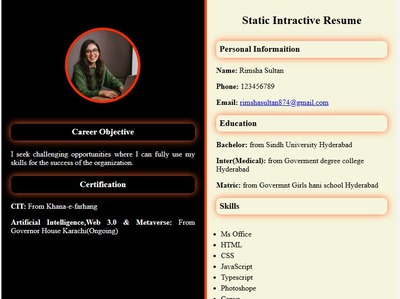 Career Objective
I seek challenging opportunities where I can fully use my
skills for the success of the organization.
Certification
CIT: From Khana-e-farhang
Artificial Intelligence,Web 3.0 & Metaverse: From
Governor House Karachi(Ongoing)
Static Intractive Resume
Personal Informaition
Name: Rimsha Sultan
Phone: 123456789
Email: rimshasultan874@gmail.com
Education
Bachelor: from Sindh University Hyderabad
Inter(Medical): from Goverment degree college
Hyderabad
Matric: from Govermnt Girls hani school Hyderabad
Skills
Ms Office
HTML
CSS
JavaScript
Typescript
Photoshope